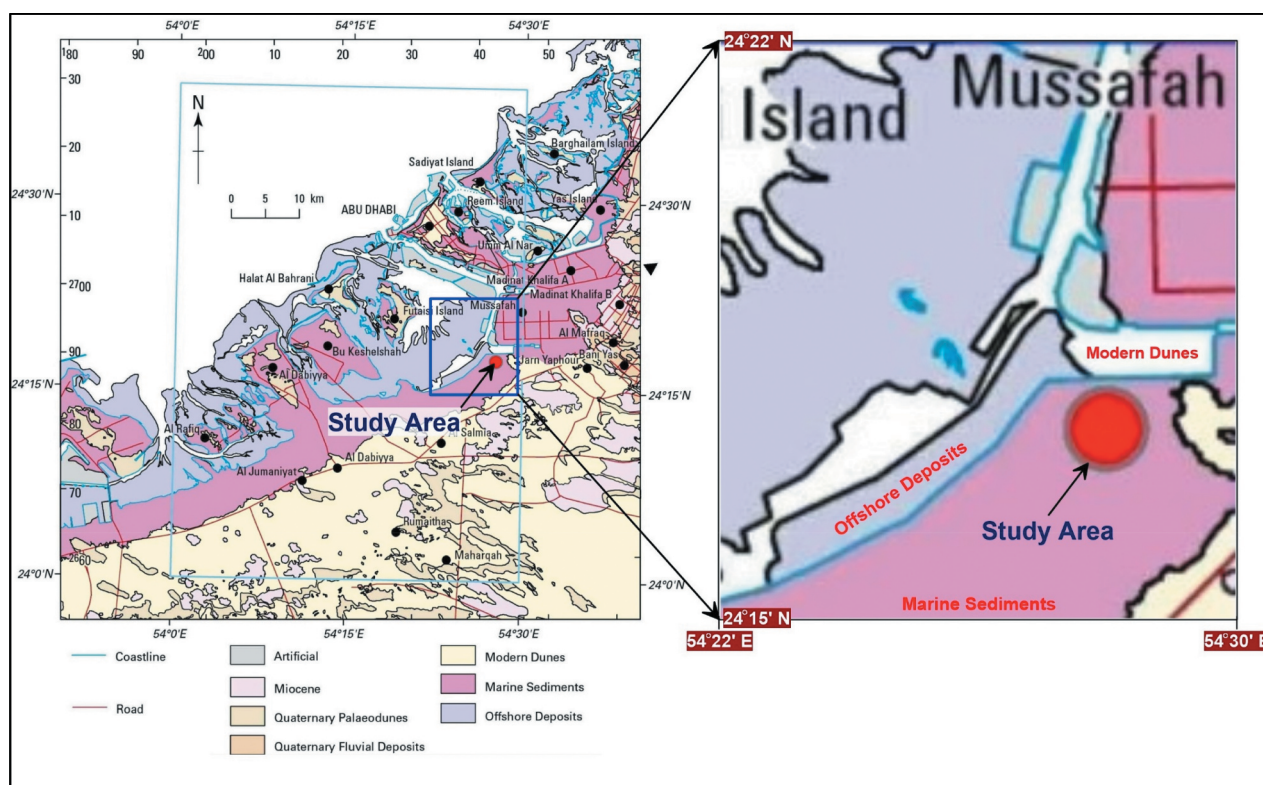 54°0'E 54°15'E 54°30'E
180 90 200 10 20 30 40 50
30
N
20
Barghailam Island
Sadiyat Island
24°30'N
0 10 km
Reem Island
Yas Island
24°30'N
10
ABU DHABI
Umm Al Nar
Madinat Khalifa A
Halat Al Bahrani
2700
Madinat Khalifa B
Mussafah
Futaisi Island
Al Mafraq
90
Bu Keshelshah
Jarn Yaphour
Bani Yas
24°15'N
Al Dabiyya
24°15'N
Study Area
80
Al Rafiq
Al Salmia
Al Dabiyya
Al Jumaniyat
70
Rumaitha
2660
Maharqah
24°0'N
24°0'N
54°0'E 54°15'E 54°30'E
Coastline
Road
Artificial
Miocene
Quaternary Palaeodunes
Quaternary Fluvial Deposits
Modern Dunes
Marine Sediments
Offshore Deposits
24°22' N
Mussafah
Island
Modern Dunes
Offshore Deposits
Study Area
Marine Sediments
24°15' N
54°22' E
54°30' E